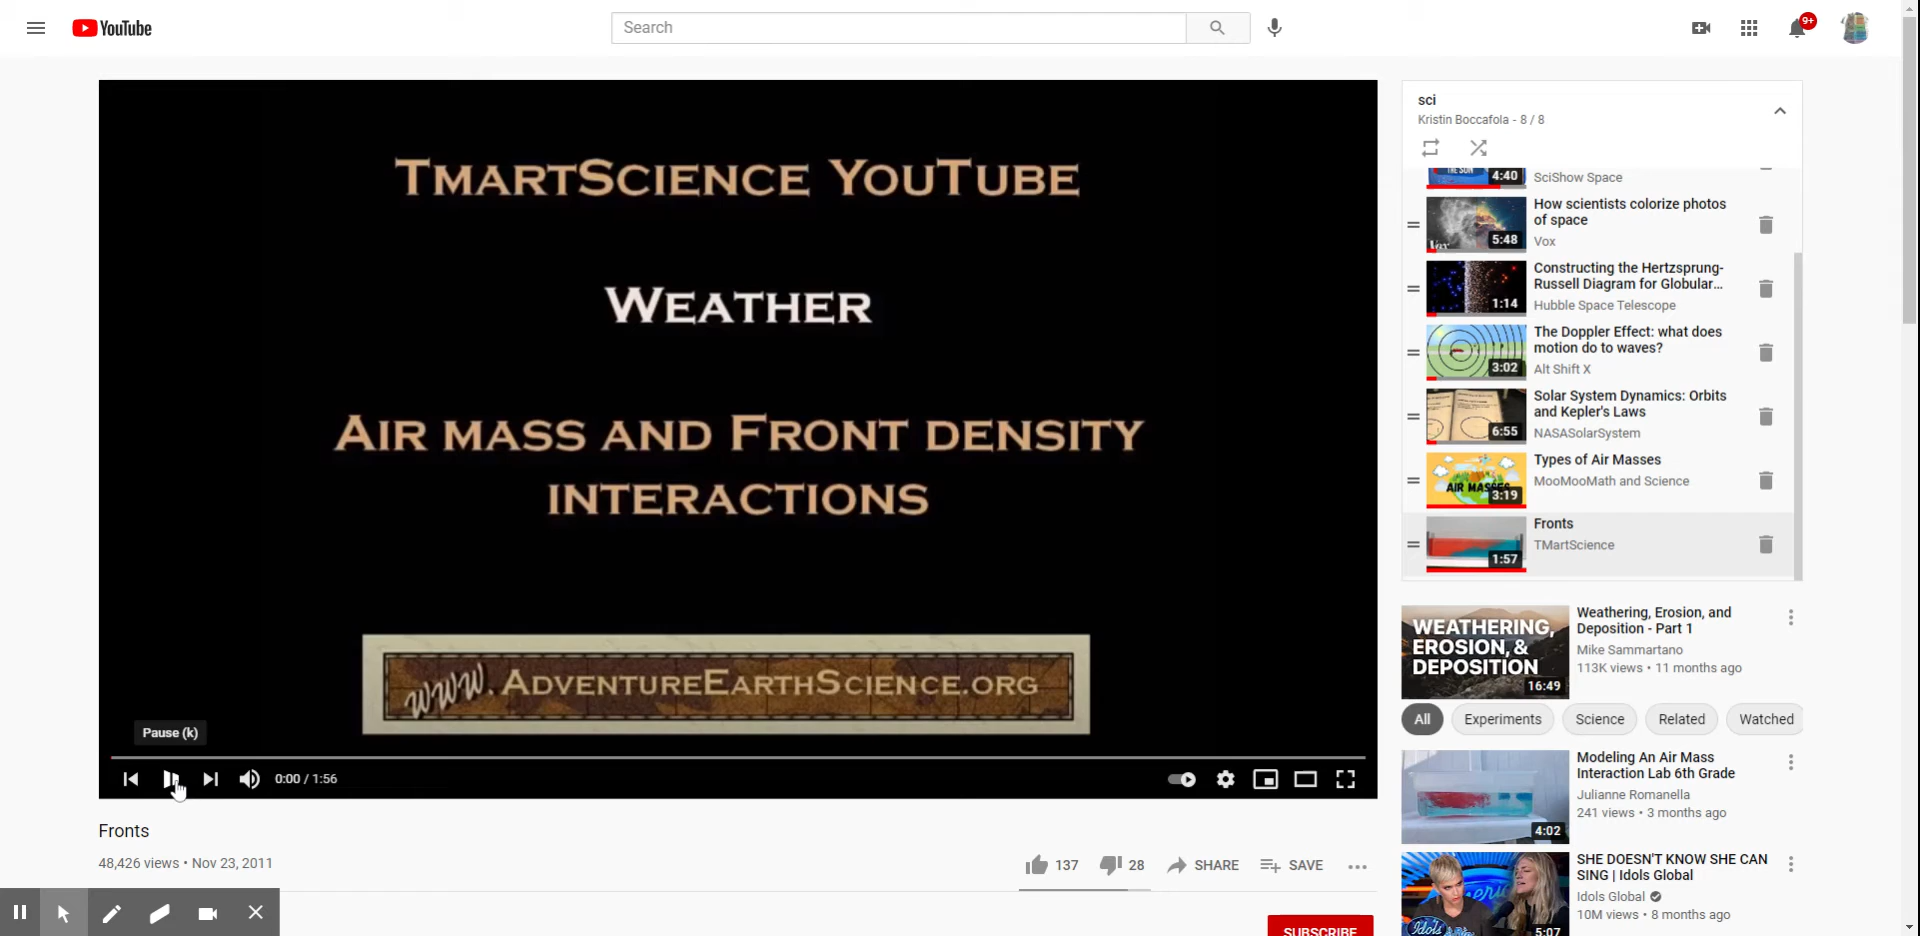 YouTube
Search
9+
TMARTSCIENCE YOUTUBE
WEATHER
AIR MASS AND FRONT DENSITY
INTERACTIONS
www.ADVENTUREEARTHSCIENCE.ORG
Pause (k)
0:00 / 1:56
Fronts
48,426 views • Nov 23, 2011
137
28
SHARE
SAVE
SUBSCRIBE
sci
Kristin Boccafola - 8 / 8
THE SUN
4:40
SciShow Space
How scientists colorize photos
of space
Vox
5:48
Vox
Constructing the Hertzsprung-
Russell Diagram for Globular...
1:14
Hubble Space Telescope
The Doppler Effect: what does
motion do to waves?
3:02
Alt Shift X
Solar System Dynamics: Orbits
and Kepler's Laws
6:55
NASASolarSystem
Types of Air Masses
AIR MASSES
3:19
MooMooMath and Science
Fronts
TMartScience
1:57
WEATHERING,
EROSION, &
DEPOSITION
16:49
Weathering, Erosion, and
Deposition - Part 1
Mike Sammartano
113K views • 11 months ago
All
Experiments
Science
Related
Watched
Modeling An Air Mass
Interaction Lab 6th Grade
Julianne Romanella
241 views • 3 months ago
4:02
SHE DOESN'T KNOW SHE CAN
SING | Idols Global
Idols Global
10M views • 8 months ago
Idols
5:07